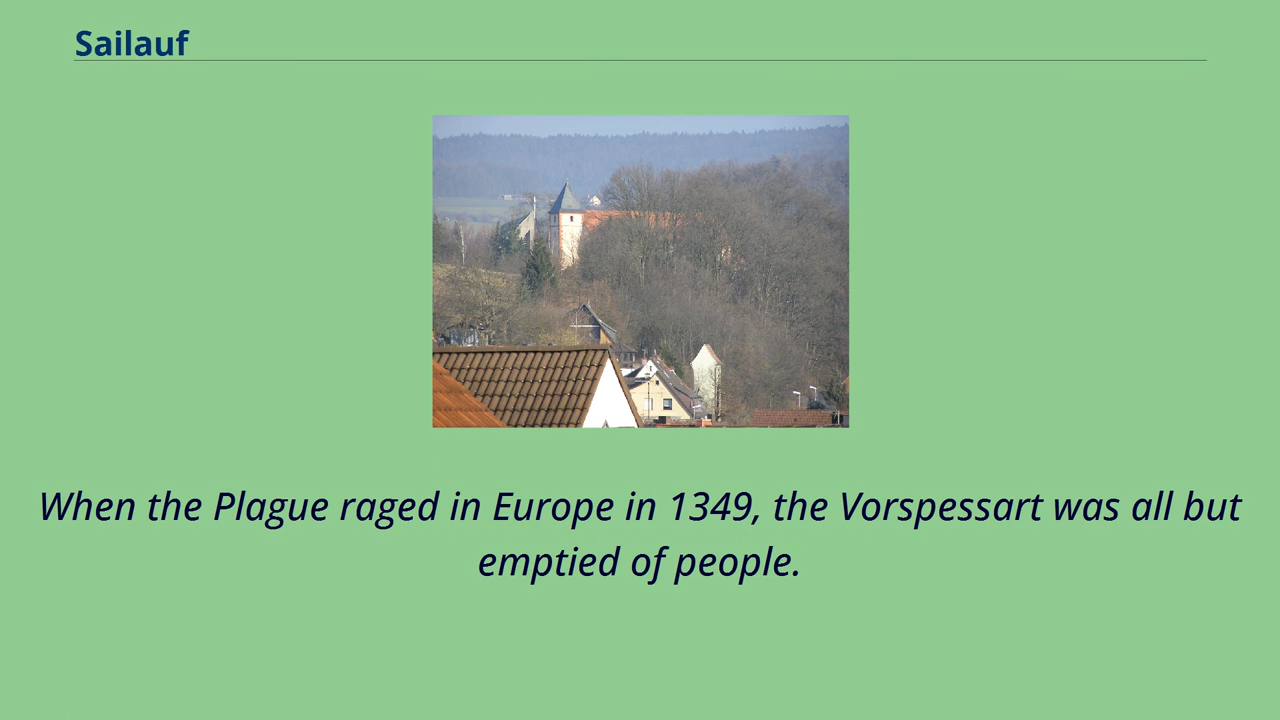 Sailauf
When the Plague raged in Europe in 1349, the Vorspessart was all but
emptied of people.